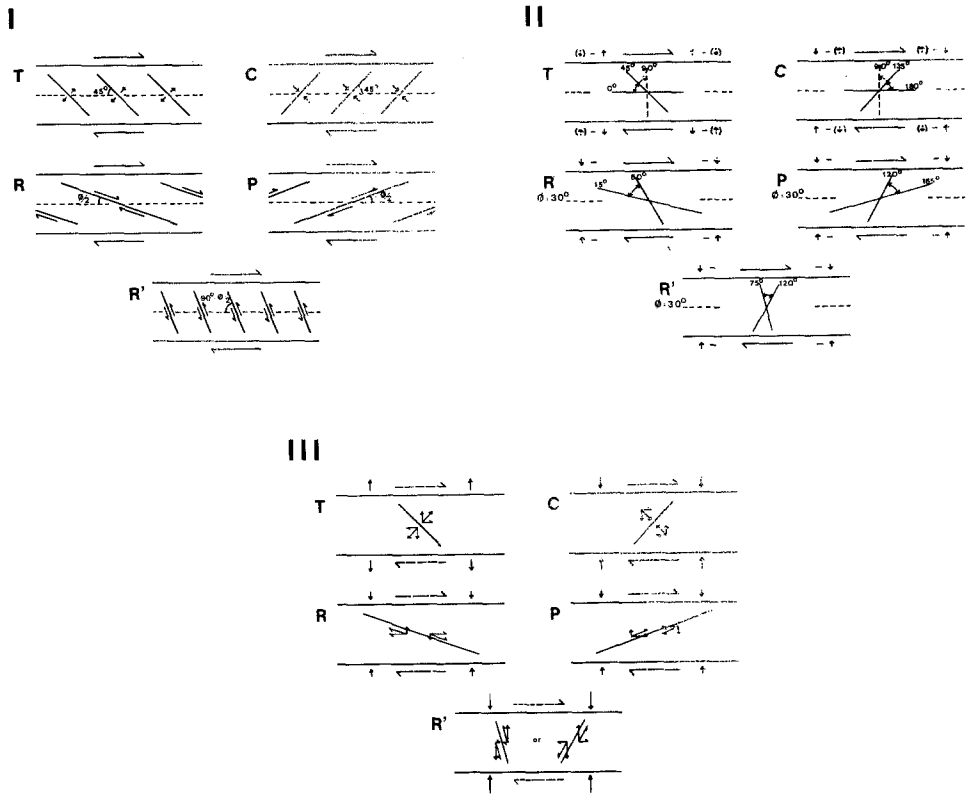 I
T
45°
C
45°
R
Ø/2
P
Ø/2
R'
90° Ø/2
II
(↓) - ↑ ↑ - (↓)
T
45° 90°
0°
(↑) - ↓ ↓ - (↑)
↓ - (↑) (↑) - ↓
C
90° 135°
180°
↑ - (↓) (↓) - ↑
↓ - - ↓
R
15° 60°
Ø:30°
↑ - - ↑
↓ - - ↓
P
120° 165°
Ø:30°
↑ - - ↑
↓ - - ↓
R'
75° 120°
Ø:30°
↑ - - ↑
III
T
C
R
P
R'
or